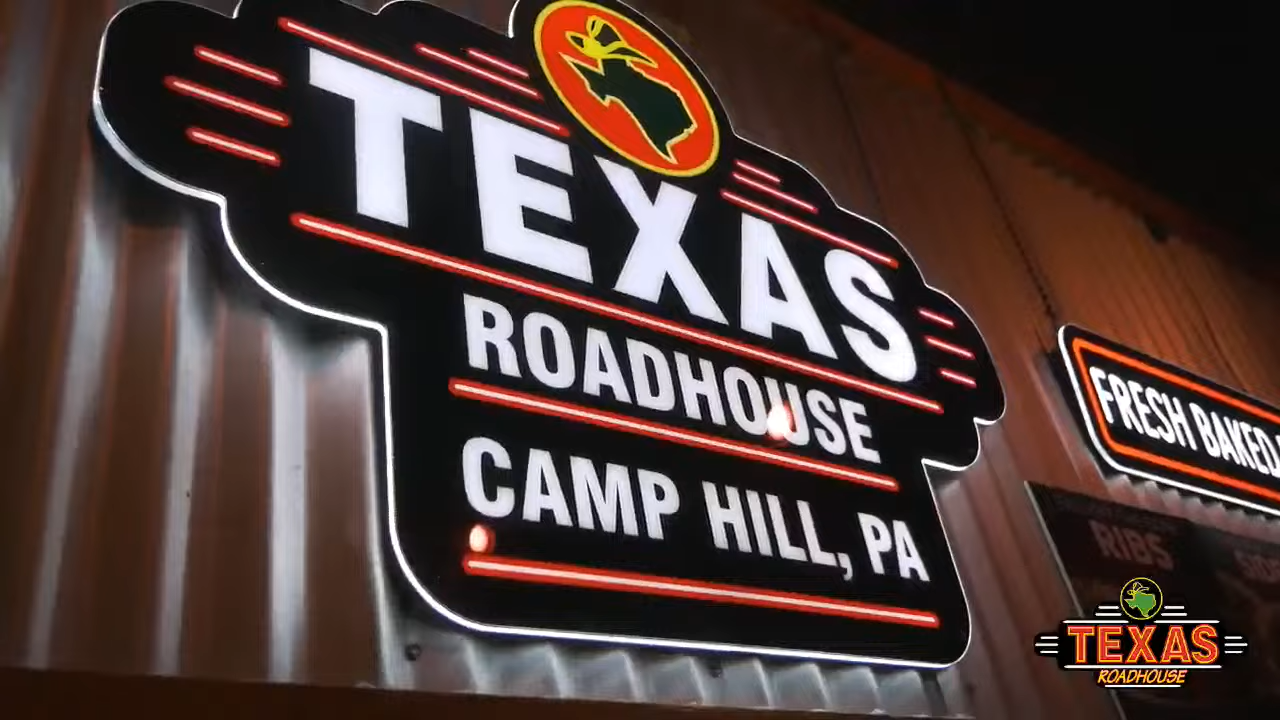 TEXAS
ROADHOUSE
CAMP HILL, PA
FRESH BAKED
RIBS
TEXAS
ROADHOUSE